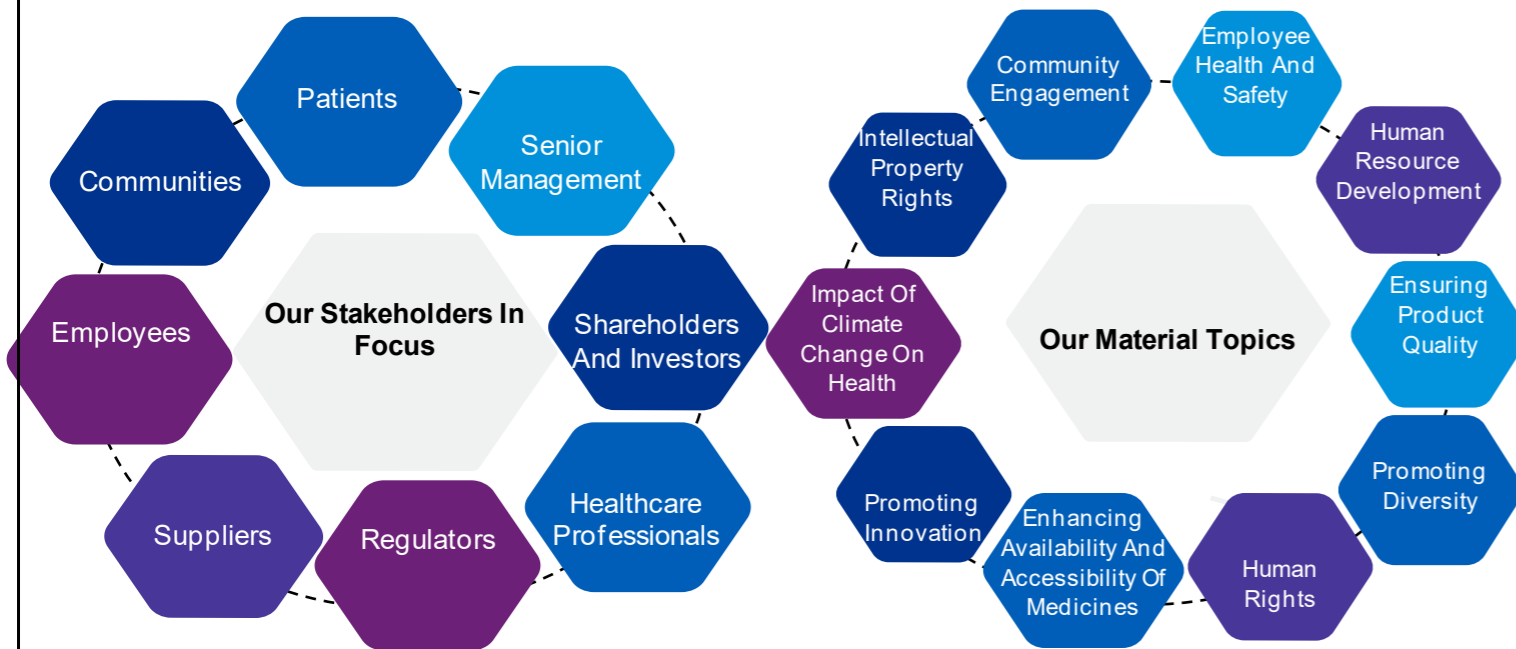 Patients
Senior
Management
Communities
Our Stakeholders In
Focus
Shareholders
And Investors
Employees
Healthcare
Professionals
Suppliers
Regulators
Community
Engagement
Employee
Health And
Safety
Intellectual
Property
Rights
Human
Resource
Development
Impact Of
Climate
Change On
Health
Our Material Topics
Ensuring
Product
Quality
Promoting
Innovation
Enhancing
Availability And
Accessibility Of
Medicines
Human
Rights
Promoting
Diversity